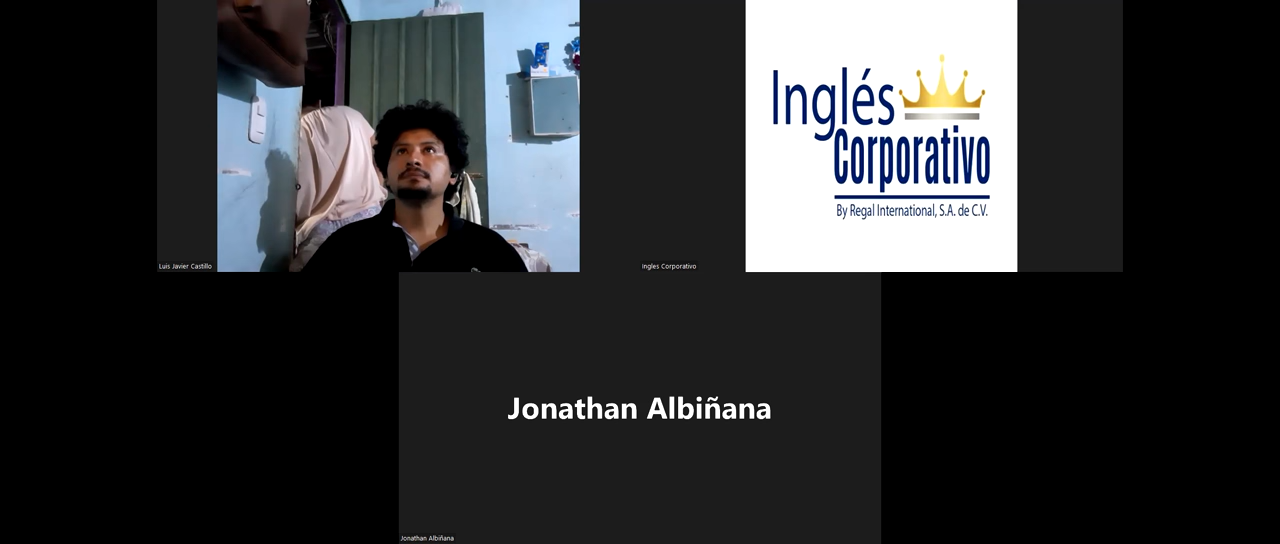 Inglés
Corporativo
By Regal International, S.A. de C.V.
Luis Javier Castillo
Ingles Corporativo
Jonathan Albiñana
Jonathan Albiñana